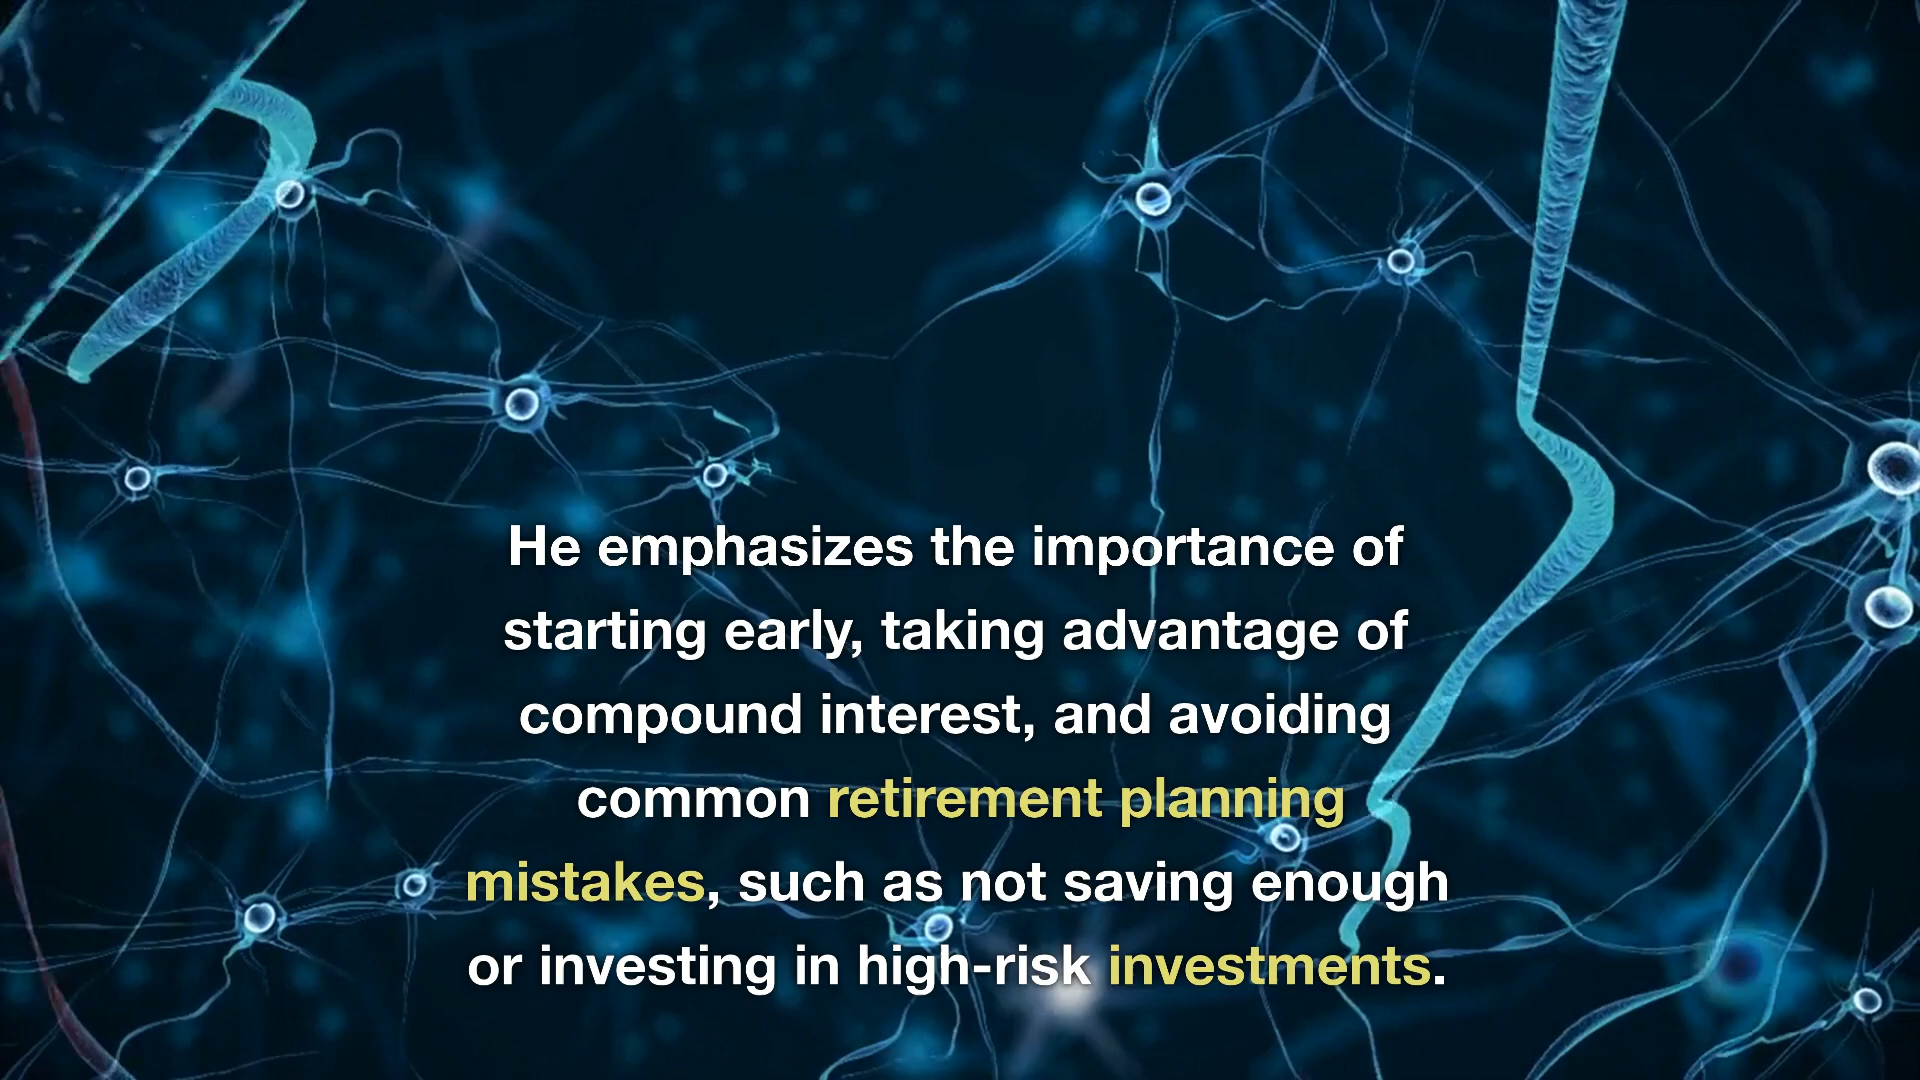 He emphasizes the importance of
starting early, taking advantage of
compound interest, and avoiding
common retirement planning
mistakes, such as not saving enough
or investing in high-risk investments.